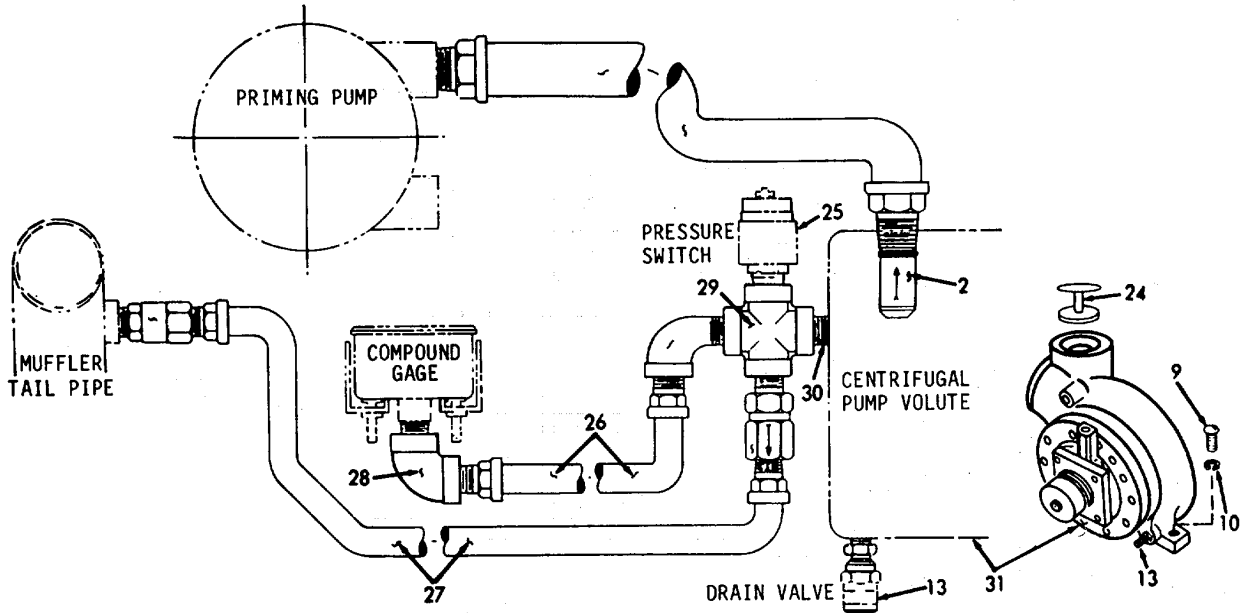 PRIMING PUMP
MUFFLER
TAIL PIPE
COMPOUND
GAGE
PRESSURE
SWITCH
25
29
2
30
CENTRIFUGAL
PUMP VOLUTE
24
9
10
13
31
28
26
27
DRAIN VALVE
13